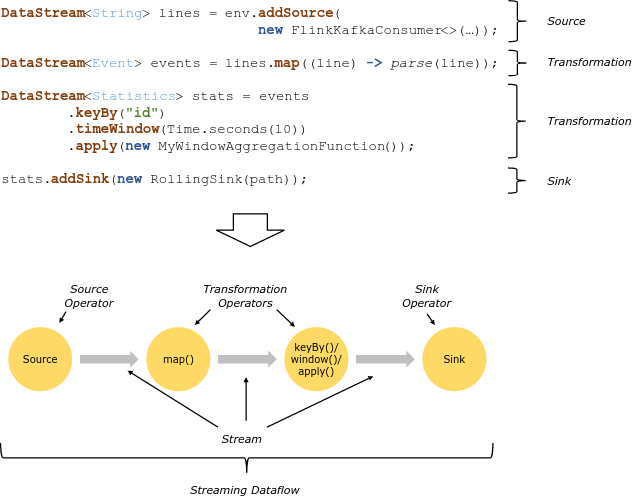 DataStream<String> lines = env.addSource(
new FlinkKafkaConsumer<>(…));
Source
DataStream<Event> events = lines.map((line) -> parse(line));
Transformation
DataStream<Statistics> stats = events
.keyBy("id")
.timeWindow(Time.seconds(10))
.apply(new MyWindowAggregationFunction());
Transformation
stats.addSink(new RollingSink(path));
Sink
Source
Operator
Transformation
Operators
Sink
Operator
Source
map()
keyBy()/
window()/
apply()
Sink
Stream
Streaming Dataflow